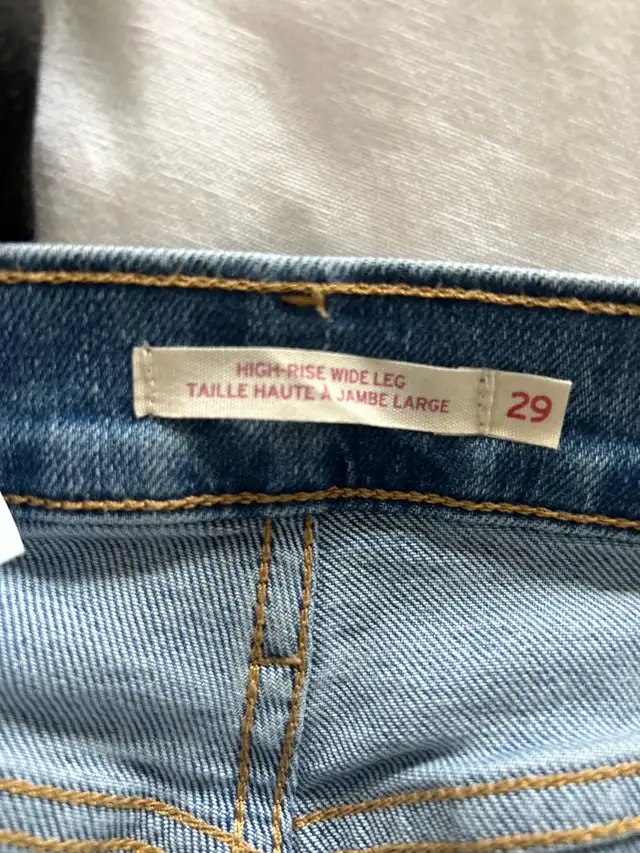 HIGH-RISE WIDE LEG
TAILLE HAUTE À JAMBE LARGE
29